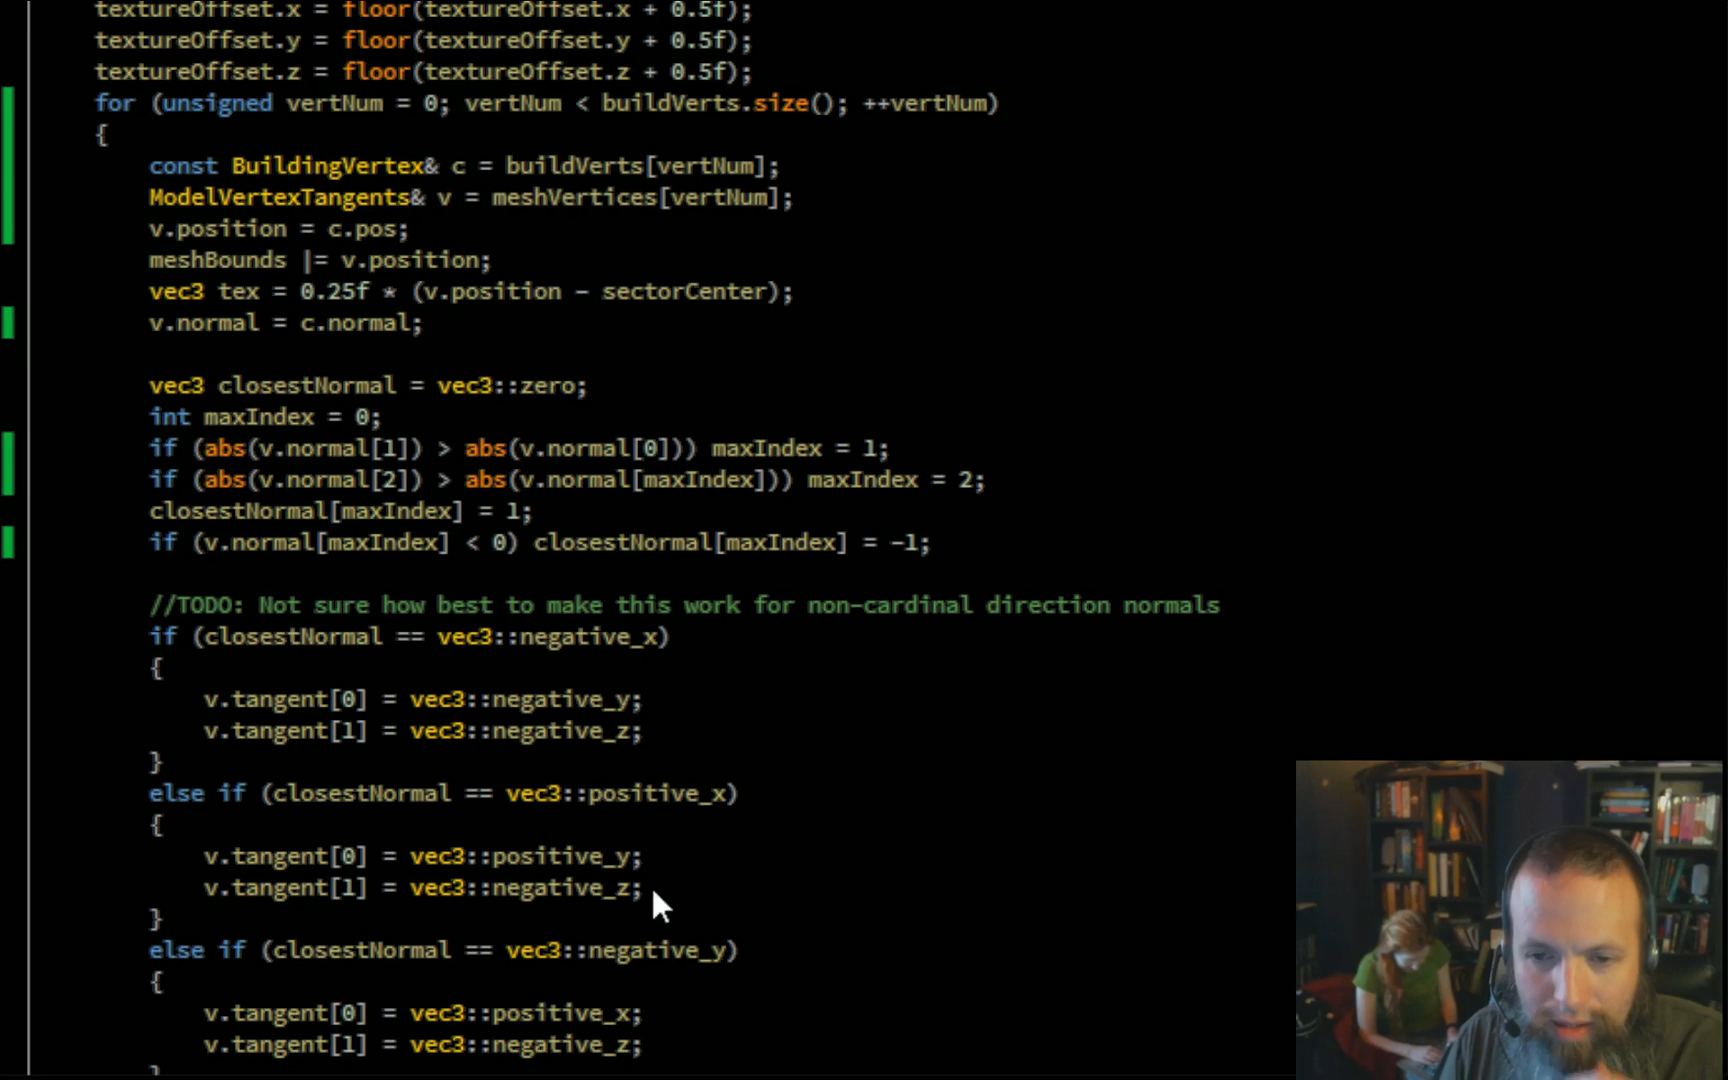 textureOffset.x = floor(textureOffset.x + 0.5f);
textureOffset.y = floor(textureOffset.y + 0.5f);
textureOffset.z = floor(textureOffset.z + 0.5f);
for (unsigned vertNum = 0; vertNum < buildVerts.size(); ++vertNum)
{
const BuildingVertex& c = buildVerts[vertNum];
ModelVertexTangents& v = meshVertices[vertNum];
v.position = c.pos;
meshBounds |= v.position;
vec3 tex = 0.25f * (v.position - sectorCenter);
v.normal = c.normal;
vec3 closestNormal = vec3::zero;
int maxIndex = 0;
if (abs(v.normal[1]) > abs(v.normal[0])) maxIndex = 1;
if (abs(v.normal[2]) > abs(v.normal[maxIndex])) maxIndex = 2;
closestNormal[maxIndex] = 1;
if (v.normal[maxIndex] < 0) closestNormal[maxIndex] = -1;
//TODO: Not sure how best to make this work for non-cardinal direction normals
if (closestNormal == vec3::negative_x)
{
v.tangent[0] = vec3::negative_y;
v.tangent[1] = vec3::negative_z;
}
else if (closestNormal == vec3::positive_x)
{
v.tangent[0] = vec3::positive_y;
v.tangent[1] = vec3::negative_z;
}
else if (closestNormal == vec3::negative_y)
{
v.tangent[0] = vec3::positive_x;
v.tangent[1] = vec3::negative_z;
}